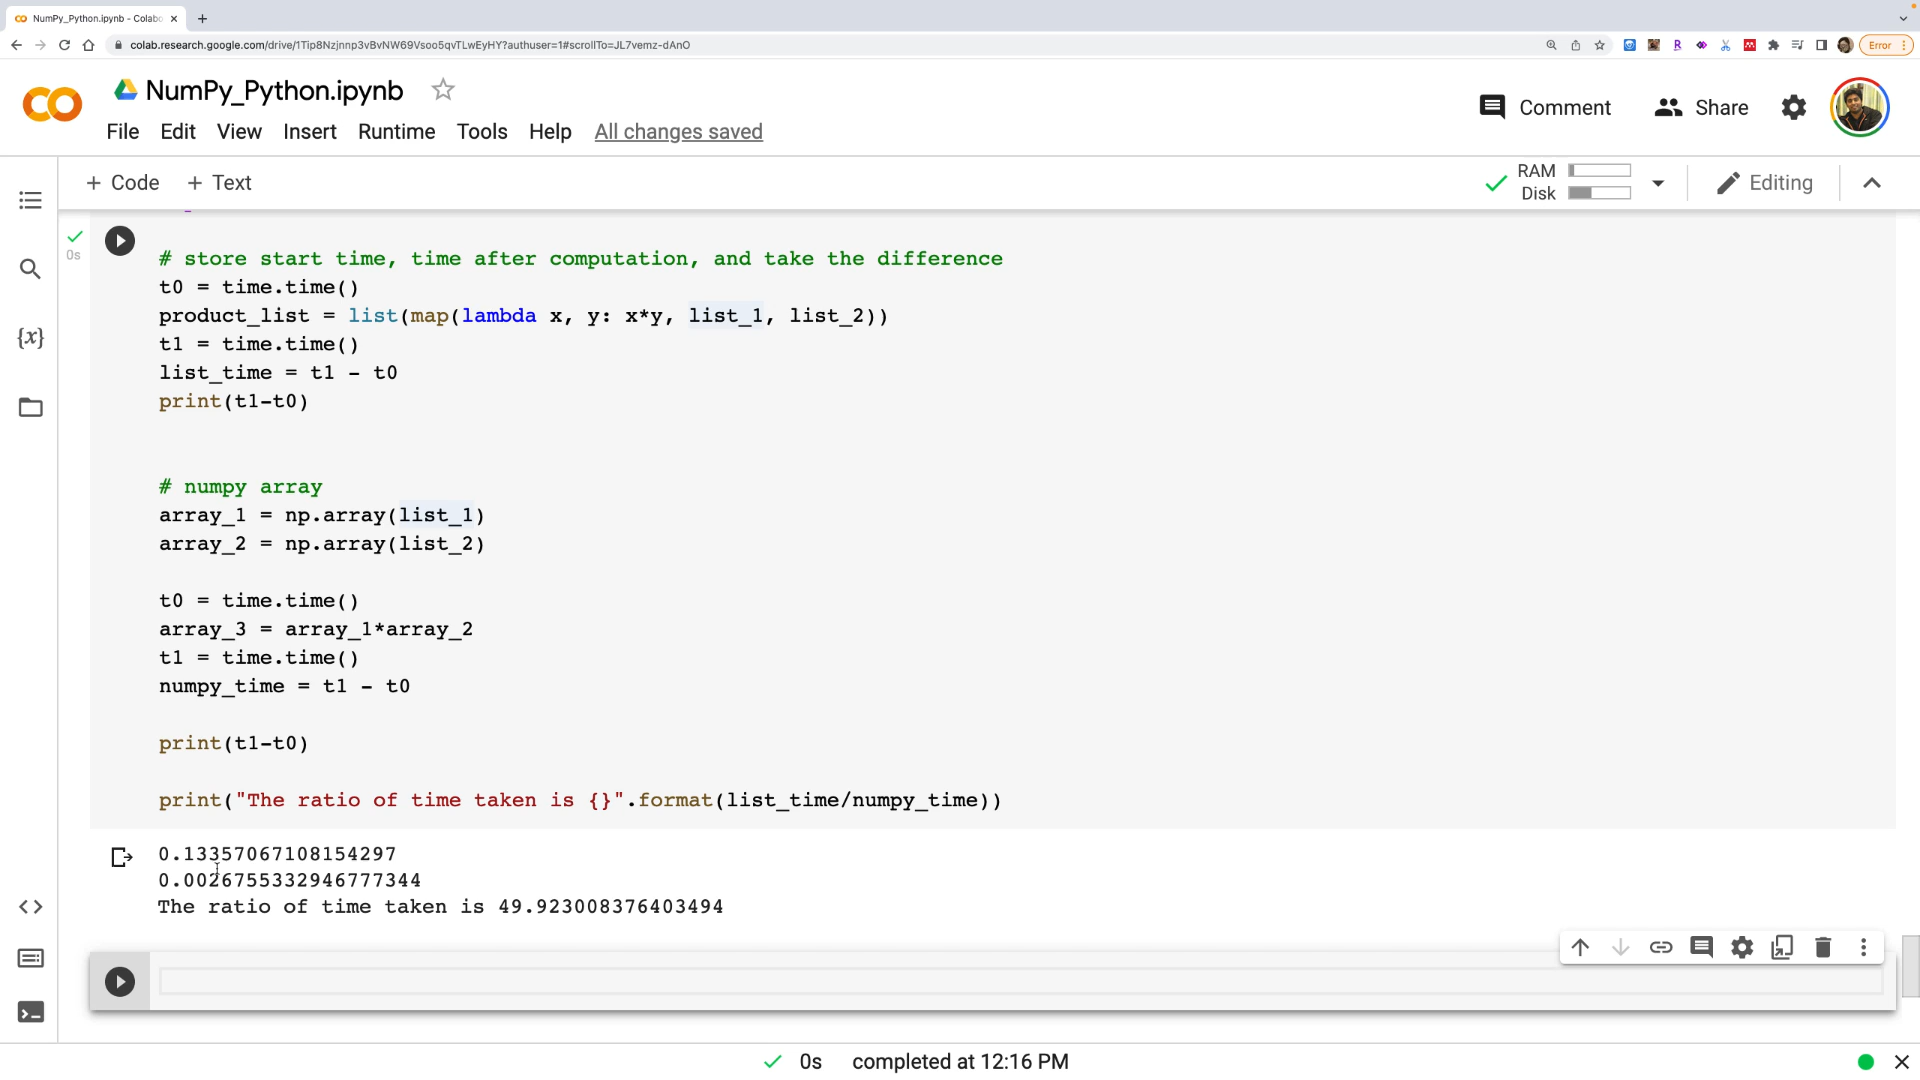 NumPy_Python.ipynb - Colabo
colab.research.google.com/drive/1Tip8Nzjnnp3vBvNW69Vsoo5qvTLwEyHY?authuser=1#scrollTo=JL7vemz-dAnO
Error
NumPy_Python.ipynb
Comment
Share
File Edit View Insert Runtime Tools Help All changes saved
+ Code + Text
RAM
Disk
Editing
{x}
0s
# store start time, time after computation, and take the difference
t0 = time.time()
product_list = list(map(lambda x, y: x*y, list_1, list_2))
t1 = time.time()
list_time = t1 - t0
print(t1-t0)
# numpy array
array_1 = np.array(list_1)
array_2 = np.array(list_2)
t0 = time.time()
array_3 = array_1*array_2
t1 = time.time()
numpy_time = t1 - t0
print(t1-t0)
print("The ratio of time taken is {}".format(list_time/numpy_time))
0.13357067108154297
0.0026755332946777344
The ratio of time taken is 49.923008376403494
0s completed at 12:16 PM